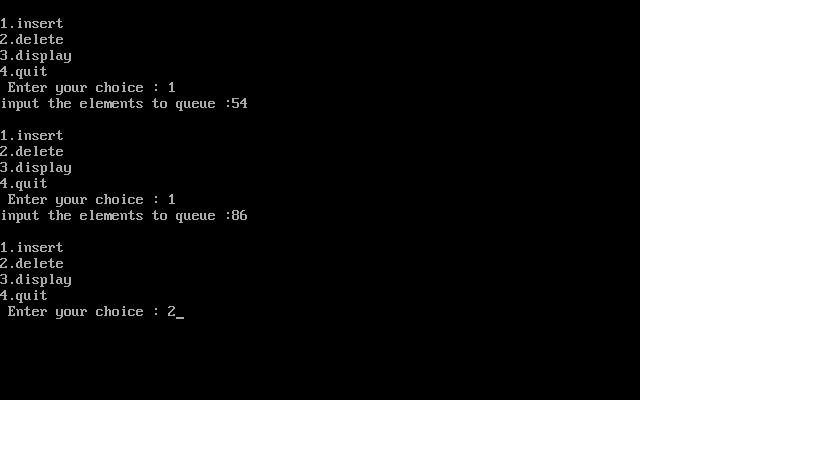 1.insert
2.delete
3.display
4.quit
Enter your choice : 1
input the elements to queue :54
1.insert
2.delete
3.display
4.quit
Enter your choice : 1
input the elements to queue :86
1.insert
2.delete
3.display
4.quit
Enter your choice : 2_